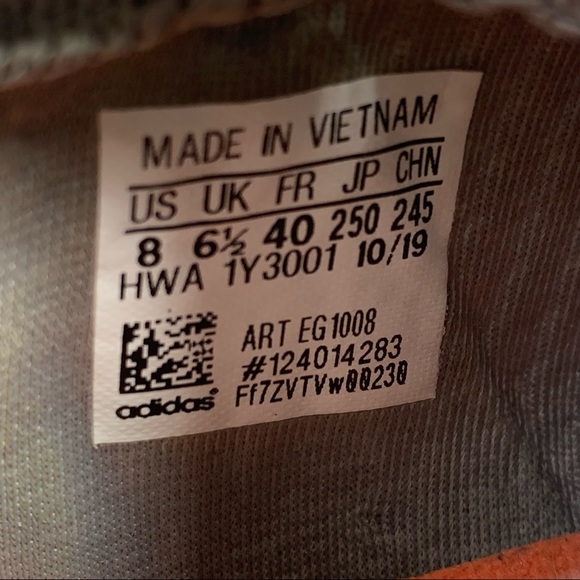 MADE IN VIETNAM
US UK FR JP CHN
8 6½ 40 250 245
HWA 1Y3001 10/19
ART EG1008
#124014283
Ff7ZVTVw00230
adidas